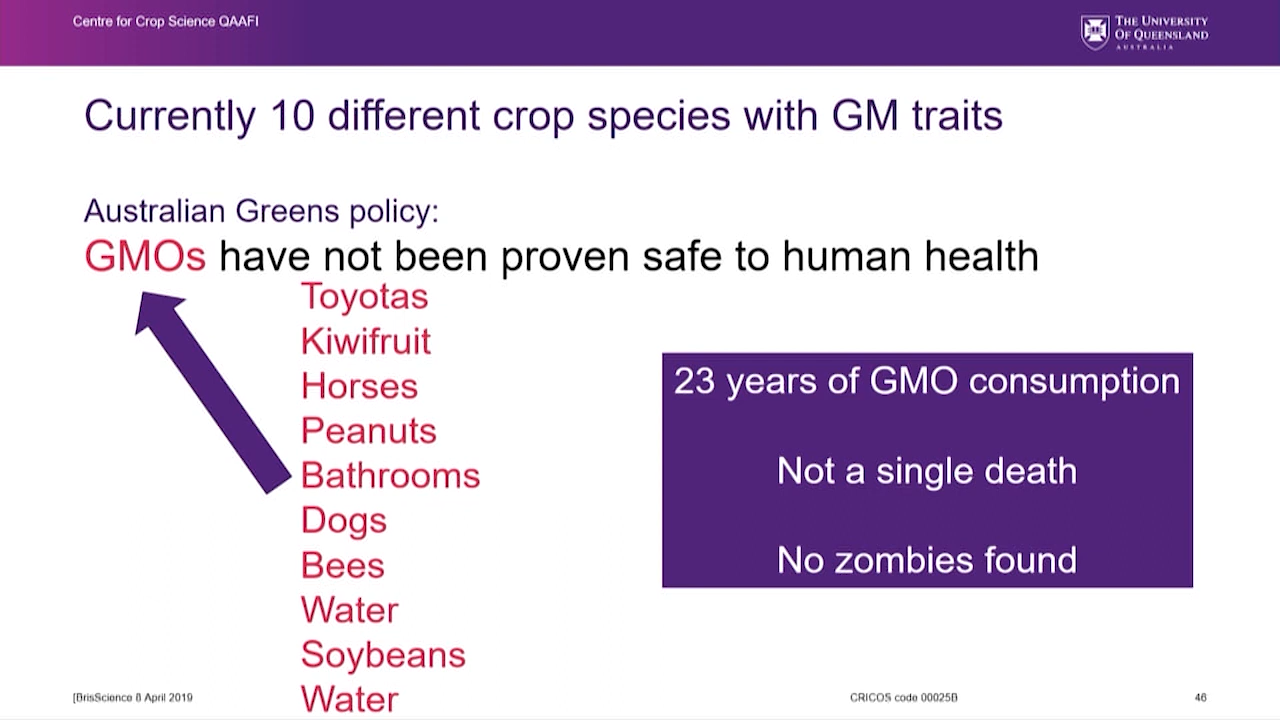 Centre for Crop Science QAAFI
THE UNIVERSITY
OF QUEENSLAND
AUSTRALIA
Currently 10 different crop species with GM traits
Australian Greens policy:
GMOs have not been proven safe to human health
Toyotas
Kiwifruit
Horses
Peanuts
Bathrooms
Dogs
Bees
Water
Soybeans
Water
23 years of GMO consumption
Not a single death
No zombies found
[BrisScience 8 April 2019
CRICOS code 00025B
46